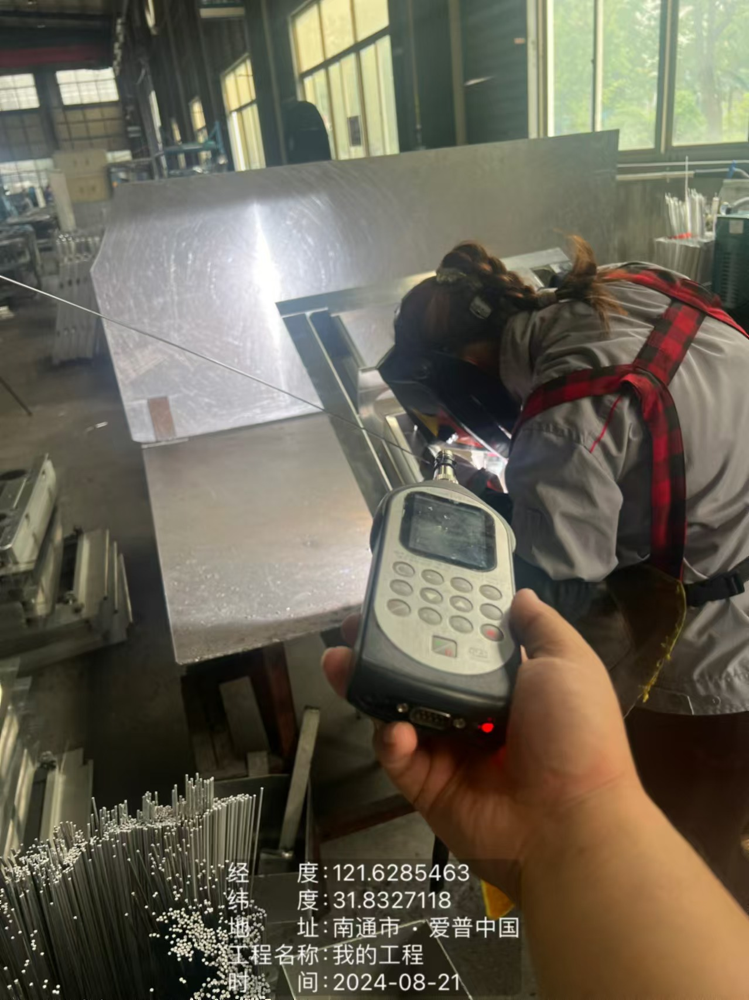 经 度:121.6285463
纬 度:31.8327118
地 址:南通市·爱普中国
工程名称:我的工程
时 间:2024-08-21